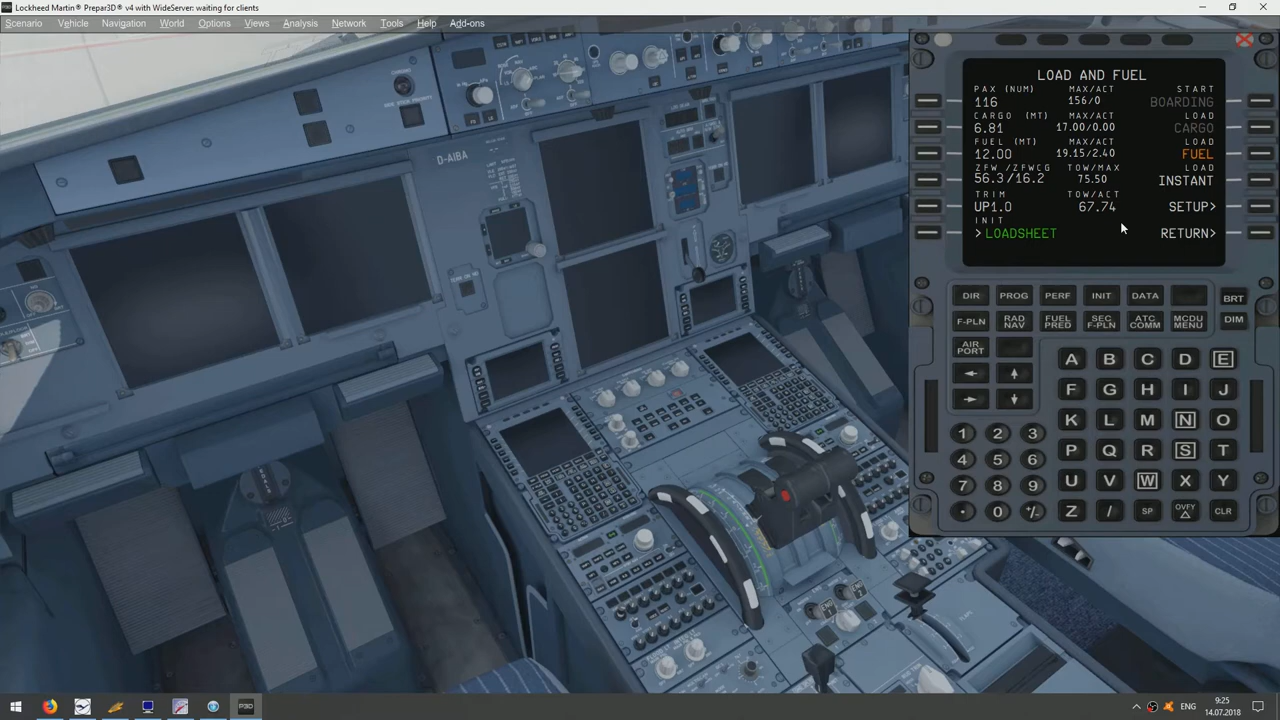 Lockheed Martin® Prepar3D® v4 with WideServer: waiting for clients
Scenario Vehicle Navigation World Options Views Analysis Network Tools Help Add-ons
LOAD AND FUEL
PAX (NUM) MAX/ACT START
116 156/0 BOARDING
CARGO (MT) MAX/ACT LOAD
6.81 17.00/0.00 CARGO
FUEL (MT) MAX/ACT LOAD
12.00 19.15/2.40 FUEL
ZFW /ZFWCG TOW/MAX LOAD
56.3/16.2 75.50 INSTANT
TRIM TOW/ACT
UP1.0 67.74 SETUP>
INIT
>LOADSHEET RETURN>
D-AIBA
DIR PROG PERF INIT DATA BRT
F-PLN RAD NAV FUEL PRED SEC F-PLN ATC COMM MCDU MENU DIM
AIR PORT
← ↑ A B C D E
→ ↓ F G H I J
1 2 3 K L M N O
4 5 6 P Q R S T
7 8 9 U V W X Y
. 0 +/- Z / SP OVFY △ CLR
P3D
ENG
9:25
14.07.2018